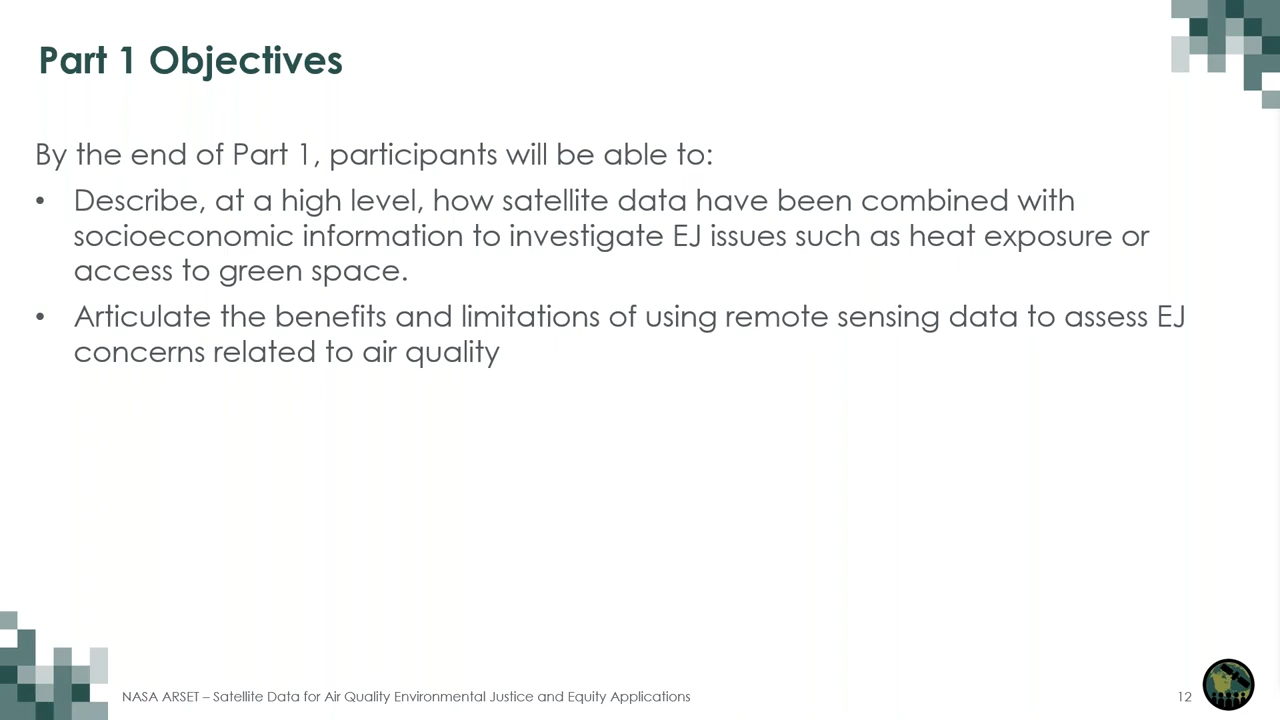 Part 1 Objectives
By the end of Part 1, participants will be able to:
• Describe, at a high level, how satellite data have been combined with
socioeconomic information to investigate EJ issues such as heat exposure or
access to green space.
• Articulate the benefits and limitations of using remote sensing data to assess EJ
concerns related to air quality
NASA ARSET – Satellite Data for Air Quality Environmental Justice and Equity Applications
12